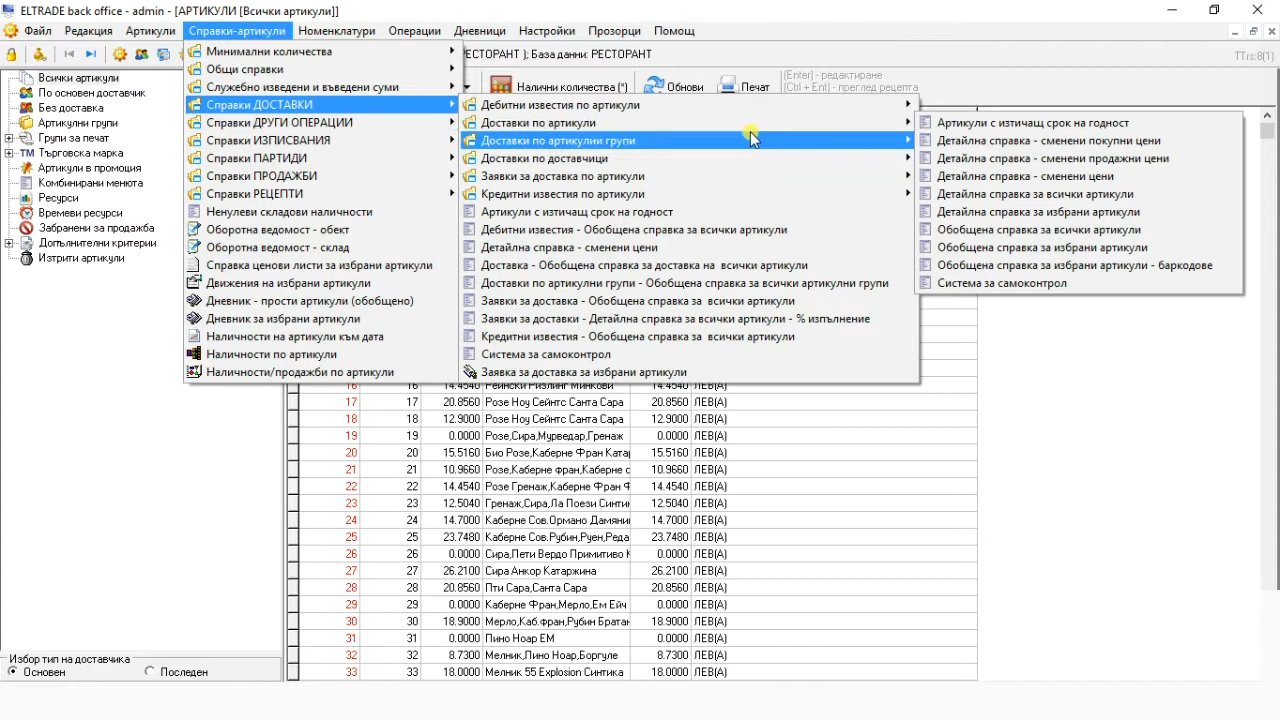 ELTRADE back office - admin - [АРТИКУЛИ [Всички артикули]]
Файл Редакция Артикули Справки-артикули Номенклатури Операции Дневници Настройки Прозорци Помощ
РЕСТОРАНТ ); База данни: РЕСТОРАНТ
TTrs:8(1)
Налични количества (*) Обнови Печат
[Enter] - редактиране
[Ctrl + Ent] - преглед рецепта
Всички артикули
По основен доставчик
Без доставка
Артикулни групи
Групи за печат
ТМ Търговска марка
Артикули в промоция
Комбинирани менюта
Ресурси
Времеви ресурси
Забранени за продажба
Допълнителни критерии
Изтрити артикули
Избор тип на доставчика
Основен Последен
Минимални количества
Общи справки
Служебно изведени и въведени суми
Справки ДОСТАВКИ
Справки ДРУГИ ОПЕРАЦИИ
Справки ИЗПИСВАНИЯ
Справки ПАРТИДИ
Справки ПРОДАЖБИ
Справки РЕЦЕПТИ
Ненулеви складови наличности
Оборотна ведомост - обект
Оборотна ведомост - склад
Справка ценови листи за избрани артикули
Движения на избрани артикули
Дневник - прости артикули (обобщено)
Дневник за избрани артикули
Наличности на артикули към дата
Наличности по артикули
Наличности/продажби по артикули
Дебитни известия по артикули
Доставки по артикули
Доставки по артикулни групи
Доставки по доставчици
Заявки за доставка по артикули
Кредитни известия по артикули
Артикули с изтичащ срок на годност
Дебитни известия - Обобщена справка за всички артикули
Детайлна справка - сменени цени
Доставка - Обобщена справка за доставка на всички артикули
Доставки по артикулни групи - Обобщена справка за всички артикулни групи
Заявки за доставка - Обобщена справка за всички артикули
Заявки за доставки - Детайлна справка за всички артикули - % изпълнение
Кредитни известия - Обобщена справка за всички артикули
Система за самоконтрол
Заявка за доставка за избрани артикули
Артикули с изтичащ срок на годност
Детайлна справка - сменени покупни цени
Детайлна справка - сменени продажни цени
Детайлна справка - сменени цени
Детайлна справка за всички артикули
Детайлна справка за избрани артикули
Обобщена справка за всички артикули
Обобщена справка за избрани артикули
Обобщена справка за избрани артикули - баркодове
Система за самоконтрол
16 16 14.4540 Рейнски Ризлинг Минкови 14.4540 ЛЕВ(А)
17 17 20.8560 Розе Ноу Сейнтс Санта Сара 20.8560 ЛЕВ(А)
18 18 12.9000 Розе Ноу Сейнтс Санта Сара 12.9000 ЛЕВ(А)
19 19 0.0000 Розе,Сира,Мурведар,Гренаж 0.0000 ЛЕВ(А)
20 20 15.5160 Био Розе,Каберне Фран Ката 15.5160 ЛЕВ(А)
21 21 10.9660 Розе,Каберне фран,Каберне с 10.9660 ЛЕВ(А)
22 22 14.4540 Розе Гренаж,Каберне Фран 14.4540 ЛЕВ(А)
23 23 12.5040 Гренаж,Сира,Ла Поези Синти 12.5040 ЛЕВ(А)
24 24 14.7000 Каберне Сов.Ормано Дамяни 14.7000 ЛЕВ(А)
25 25 23.7480 Каберне Сов.Рубин,Руен,Реда 23.7480 ЛЕВ(А)
26 26 0.0000 Сира,Пети Вердо Примитиво 0.0000 ЛЕВ(А)
27 27 26.2100 Сира Анкор Катаржина 26.2100 ЛЕВ(А)
28 28 20.8560 Пти Сара,Санта Сара 20.8560 ЛЕВ(А)
29 29 0.0000 Каберне Фран,Мерло,Ем Ейч 0.0000 ЛЕВ(А)
30 30 18.9000 Мерло,Каб.фран,Рубин Братан 18.9000 ЛЕВ(А)
31 31 0.0000 Пино Ноар ЕМ 0.0000 ЛЕВ(А)
32 32 8.7300 Мелник,Пино Ноар,Боргуле 8.7300 ЛЕВ(А)
33 33 18.0000 Мелник 55 Explosion Синтика 18.0000 ЛЕВ(А)